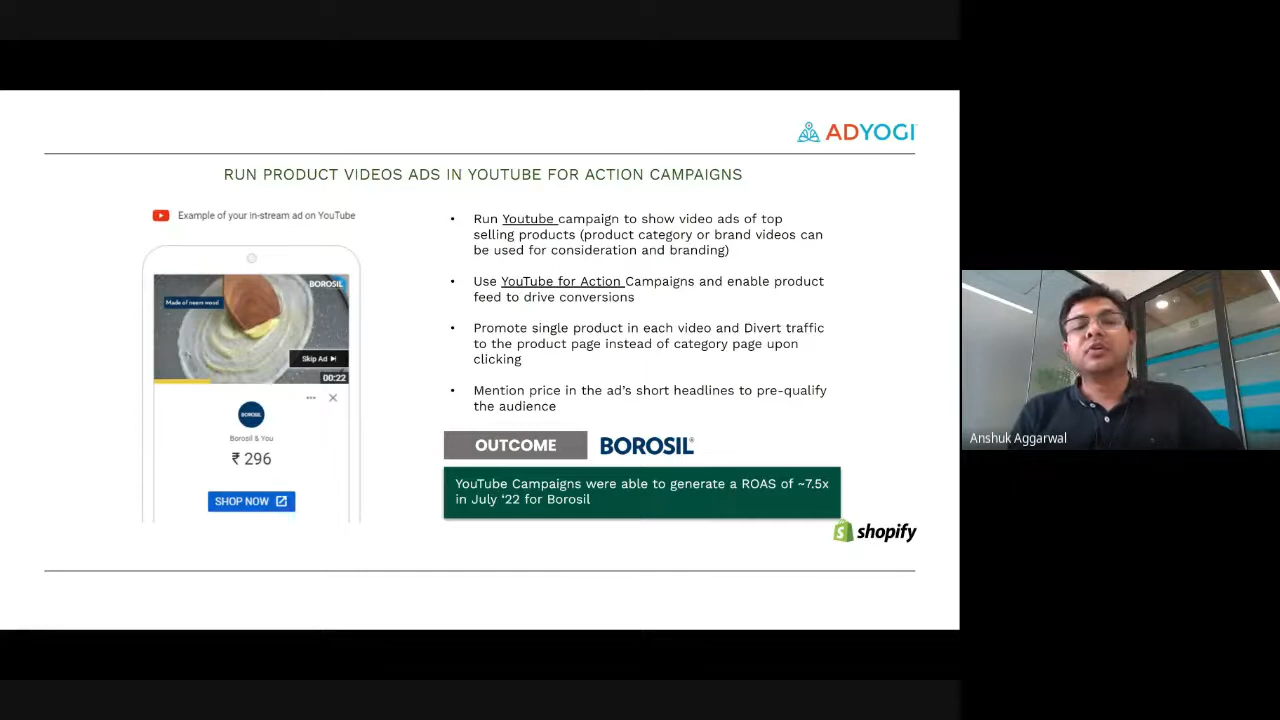 ADYOGI
RUN PRODUCT VIDEOS ADS IN YOUTUBE FOR ACTION CAMPAIGNS
Example of your in-stream ad on YouTube
BOROSIL
Made of neem wood
Skip Ad
00:22
BOROSIL
Borosil & You
₹ 296
SHOP NOW
• Run Youtube campaign to show video ads of top
selling products (product category or brand videos can
be used for consideration and branding)
• Use YouTube for Action Campaigns and enable product
feed to drive conversions
• Promote single product in each video and Divert traffic
to the product page instead of category page upon
clicking
• Mention price in the ad's short headlines to pre-qualify
the audience
OUTCOME
BOROSIL®
YouTube Campaigns were able to generate a ROAS of ~7.5x
in July ‘22 for Borosil
shopify
Anshuk Aggarwal